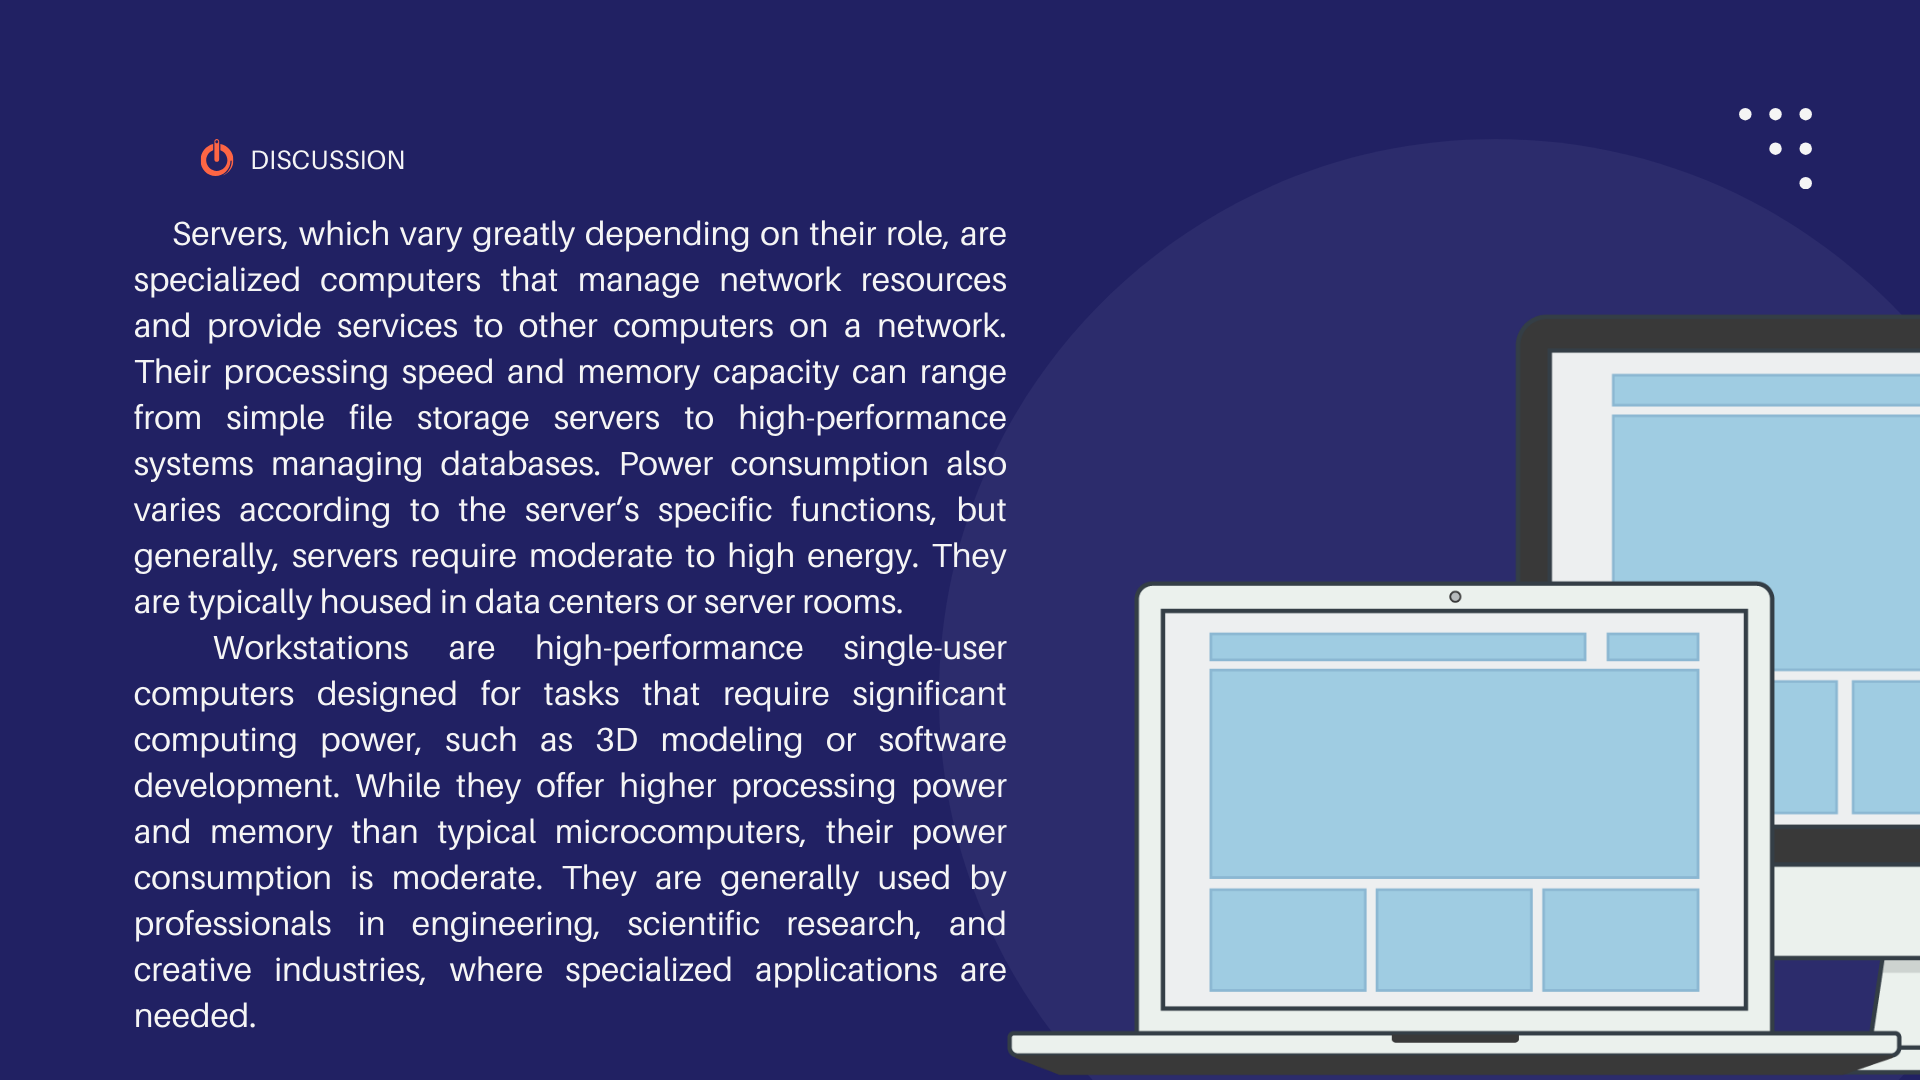 DISCUSSION
Servers, which vary greatly depending on their role, are
specialized computers that manage network resources
and provide services to other computers on a network.
Their processing speed and memory capacity can range
from simple file storage servers to high-performance
systems managing databases. Power consumption also
varies according to the server’s specific functions, but
generally, servers require moderate to high energy. They
are typically housed in data centers or server rooms.
Workstations are high-performance single-user
computers designed for tasks that require significant
computing power, such as 3D modeling or software
development. While they offer higher processing power
and memory than typical microcomputers, their power
consumption is moderate. They are generally used by
professionals in engineering, scientific research, and
creative industries, where specialized applications are
needed.